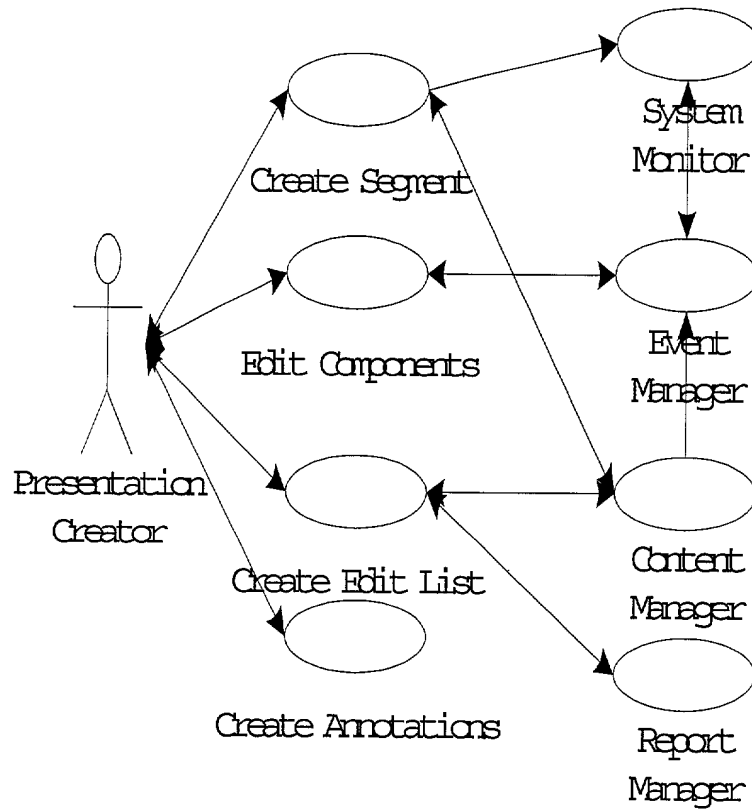 System
Monitor
Create Segment
Event
Manager
Edit Components
Presentation
Creator
Content
Manager
Create Edit List
Create Annotations
Report
Manager